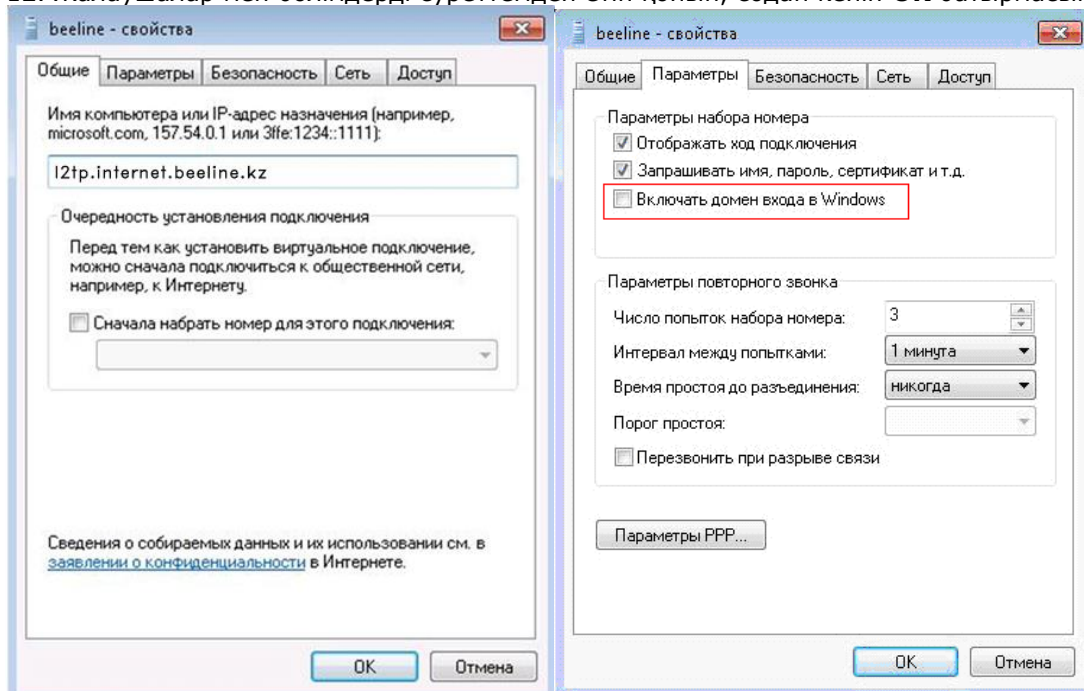 beeline - свойства
Общие Параметры Безопасность Сеть Доступ
Имя компьютера или IP-адрес назначения (например,
microsoft.com, 157.54.0.1 или 3ffe:1234::1111):
l2tp.internet.beeline.kz
Очередность установления подключения
Перед тем как установить виртуальное подключение,
можно сначала подключиться к общественной сети,
например, к Интернету.
Сначала набрать номер для этого подключения:
Сведения о собираемых данных и их использовании см. в
заявлении о конфиденциальности в Интернете.
OK Отмена
beeline - свойства
Общие Параметры Безопасность Сеть Доступ
Параметры набора номера
Отображать ход подключения
Запрашивать имя, пароль, сертификат и т.д.
Включать домен входа в Windows
Параметры повторного звонка
Число попыток набора номера: 3
Интервал между попытками: 1 минута
Время простоя до разъединения: никогда
Порог простоя:
Перезвонить при разрыве связи
Параметры PPP...
OK Отмена